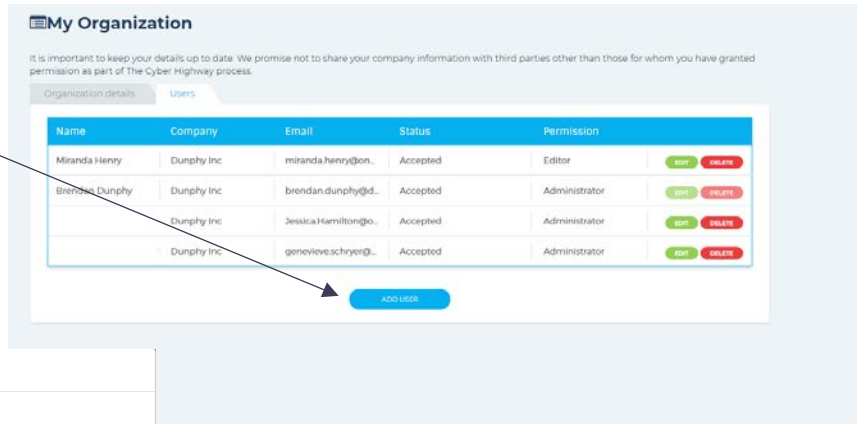 My Organization
It is important to keep your details up to date. We promise not to share your company information with third parties other than those for whom you have granted
permission as part of The Cyber Highway process.
Organization details Users
Name Company Email Status Permission
Miranda Henry Dunphy Inc miranda.henry@on... Accepted Editor EDIT DELETE
Brendan Dunphy Dunphy Inc brendan.dunphy@d... Accepted Administrator EDIT DELETE
Dunphy Inc Jessica.Hamilton@o... Accepted Administrator EDIT DELETE
Dunphy Inc genevieve.schryer@... Accepted Administrator EDIT DELETE
ADD USER